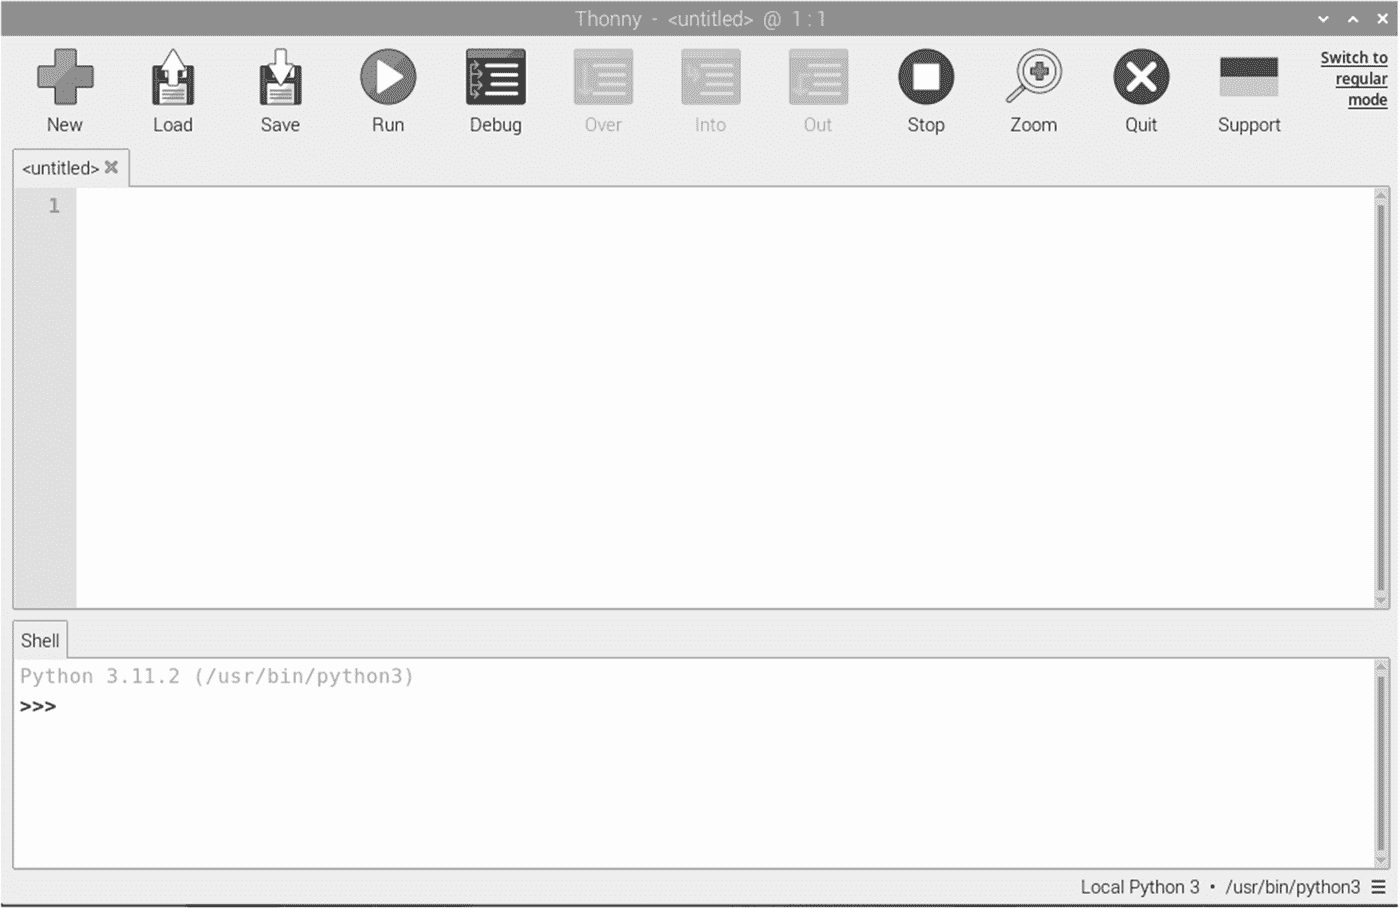 Thonny - <untitled> @ 1 : 1
New Load Save Run Debug Over Into Out Stop Zoom Quit Support
Switch to
regular
mode
<untitled>
1
Shell
Python 3.11.2 (/usr/bin/python3)
>>>
Local Python 3 • /usr/bin/python3